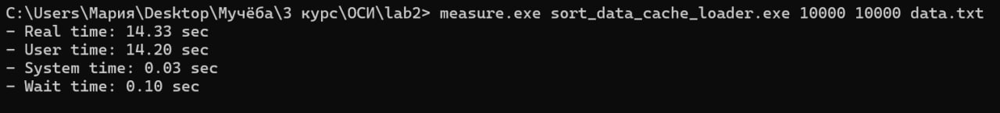 C:\Users\Мария\Desktop\Мучёба\3 курс\ОСИ\lab2> measure.exe sort_data_cache_loader.exe 10000 10000 data.txt
- Real time: 14.33 sec
- User time: 14.20 sec
- System time: 0.03 sec
- Wait time: 0.10 sec